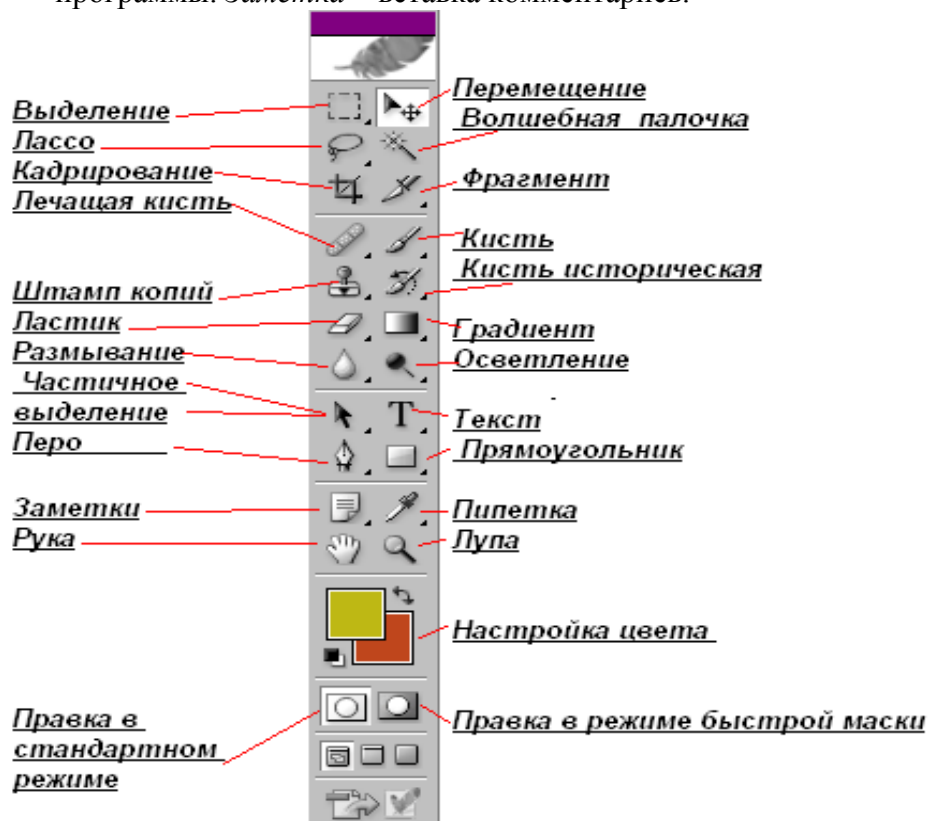 программы. Заметка – вставка комментариев.
Выделение
Лассо
Кадрирование
Лечащая кисть
Штамп копий
Ластик
Размывание
Частичное
выделение
Перо
Заметки
Рука
Правка в
стандартном
режиме
Перемещение
Волшебная палочка
Фрагмент
Кисть
Кисть историческая
Градиент
Осветление
T
Текст
Прямоугольник
Пипетка
Лупа
Настройка цвета
Правка в режиме быстрой маски